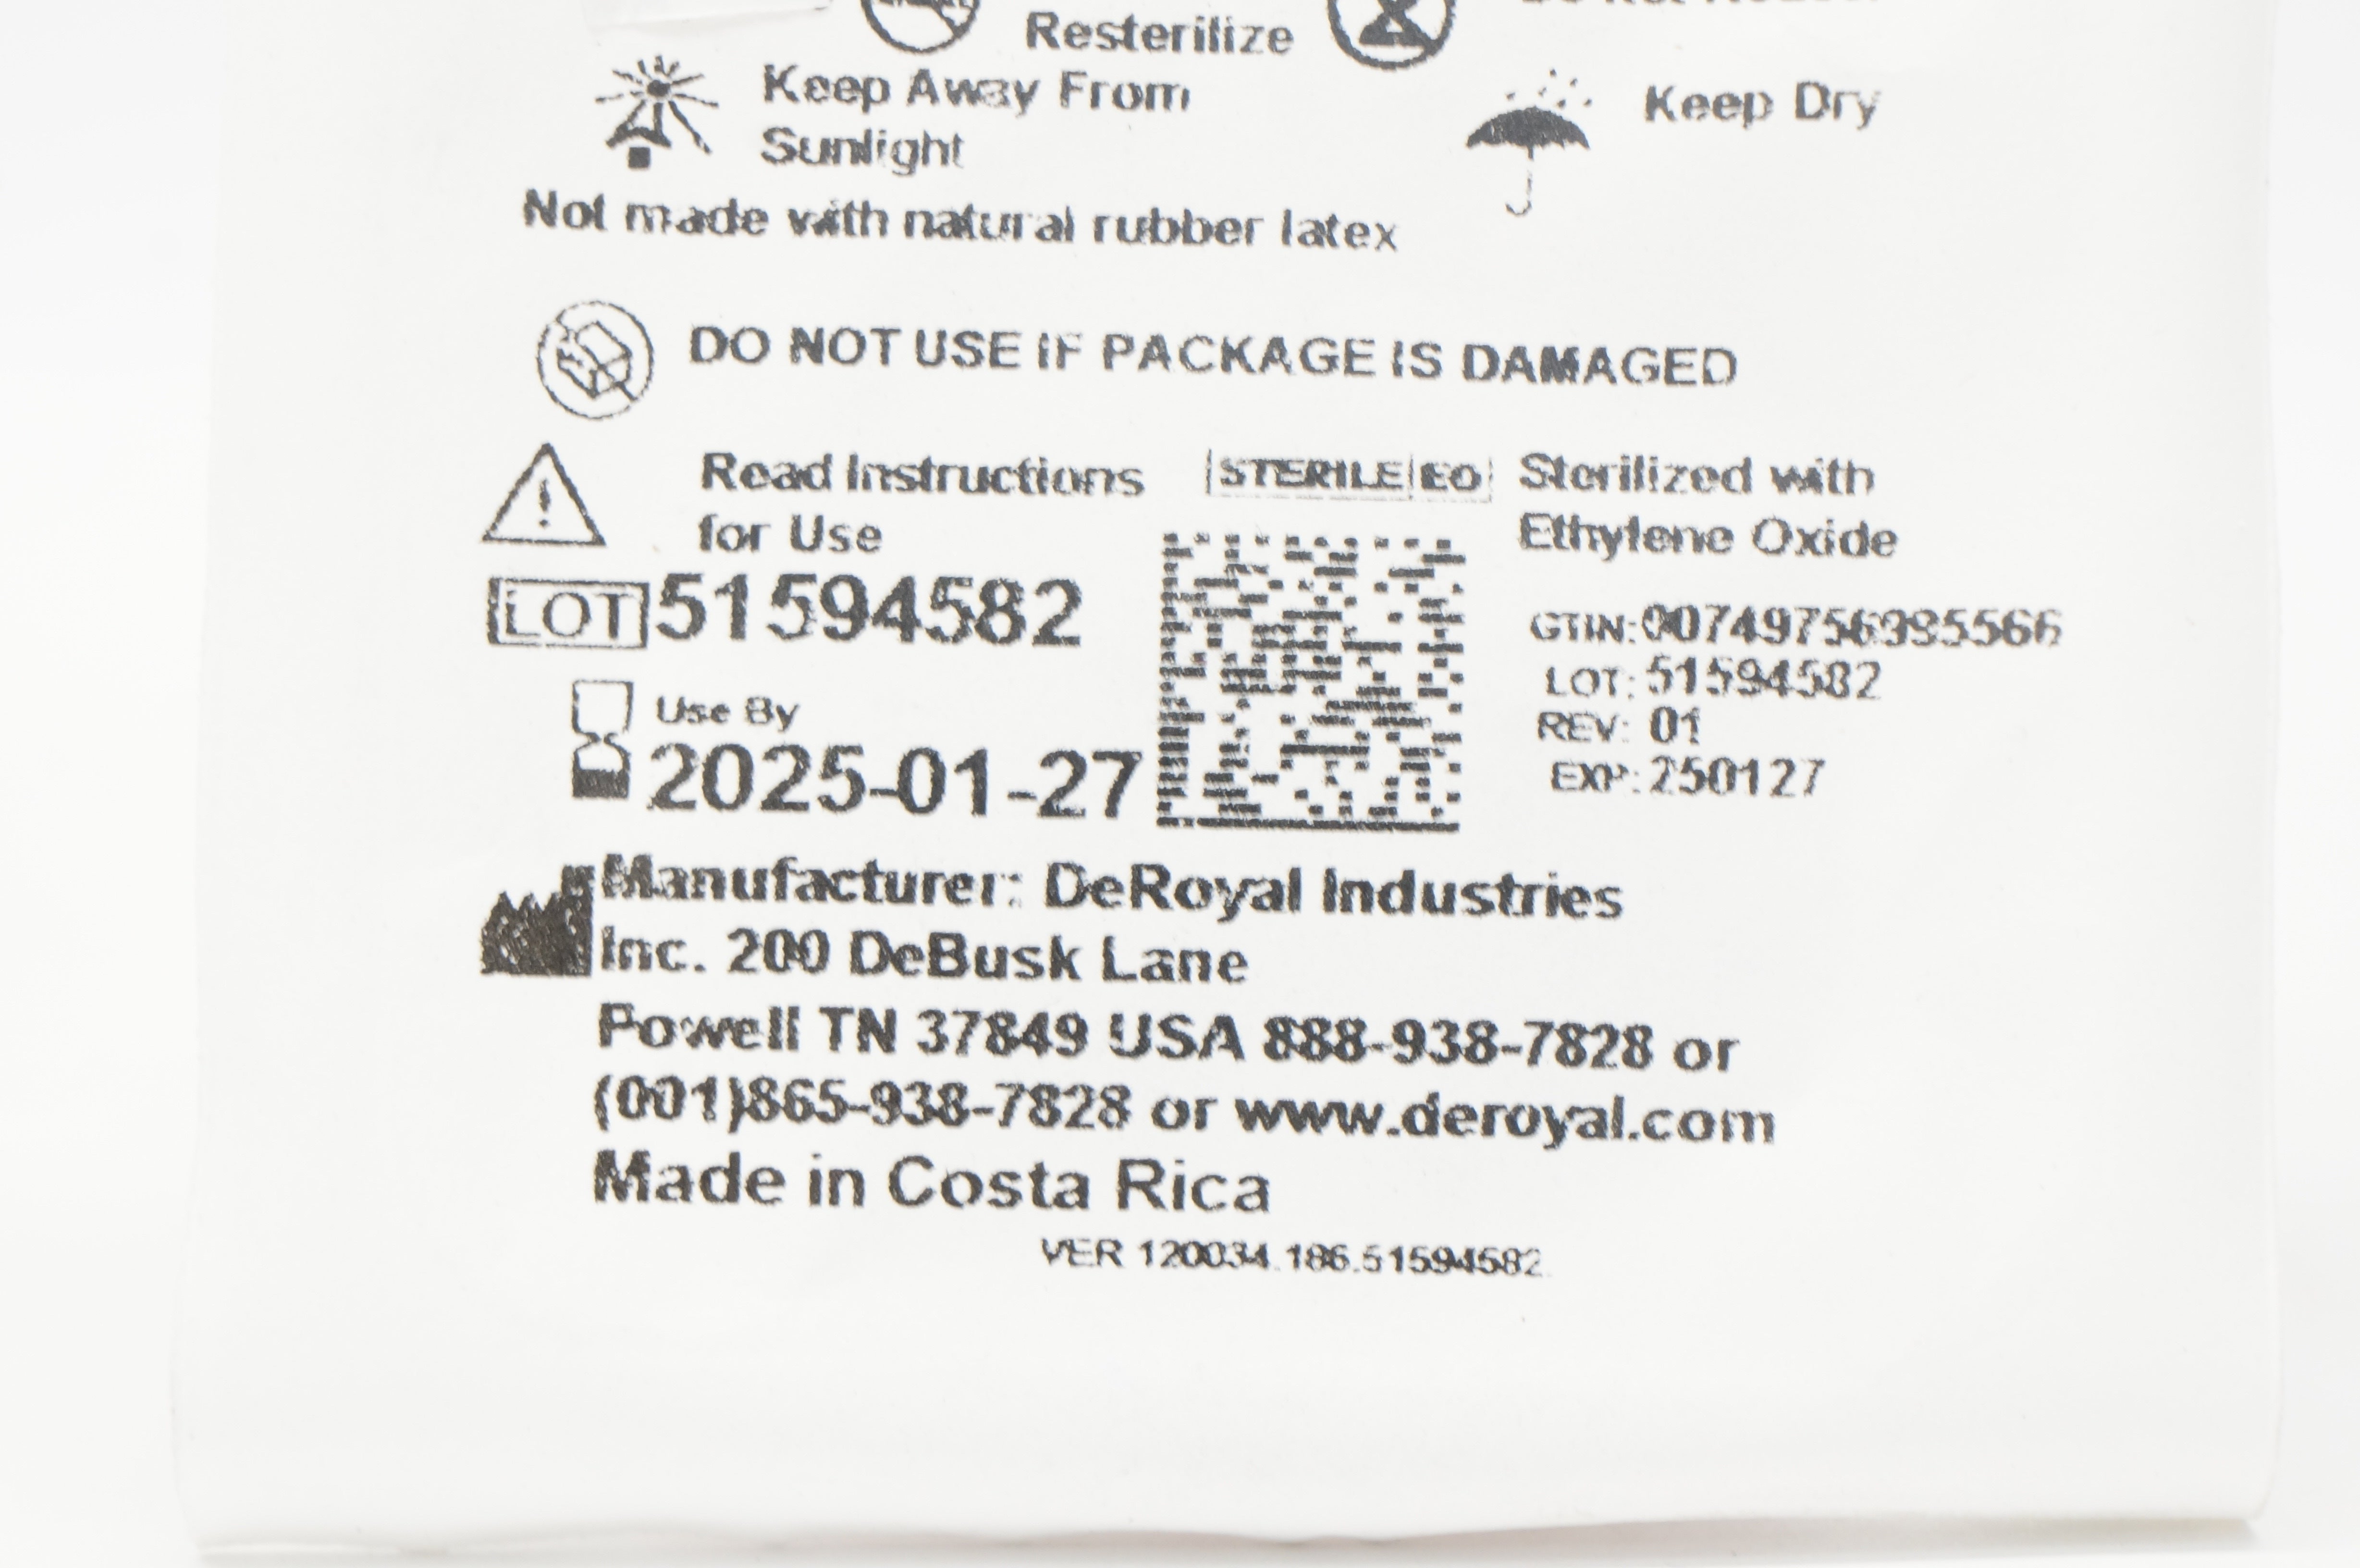 Resterilize
Keep Away From
Sunlight
Keep Dry
Not made with natural rubber latex
DO NOT USE IF PACKAGE IS DAMAGED
Read Instructions
for Use
STERILE EO
Sterilized with
Ethylene Oxide
LOT 51594582
GTIN:
LOT: 51594582
REV: 01
EXP: 250127
Use By
2025-01-27
Manufacturer: DeRoyal Industries
Inc. 200 DeBusk Lane
Powell TN 37849 USA 888-938-7828 or
(001)865-938-7828 or www.deroyal.com
Made in Costa Rica
VER 120034.186.51594582